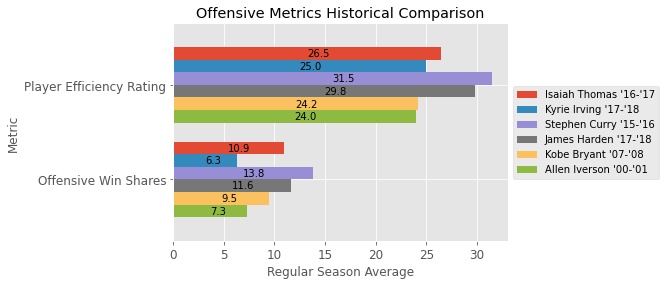 Offensive Metrics Historical Comparison
Metric
Player Efficiency Rating
26.5
25.0
31.5
29.8
24.2
24.0
Offensive Win Shares
10.9
6.3
13.8
11.6
9.5
7.3
0 5 10 15 20 25 30
Regular Season Average
Isaiah Thomas '16-'17
Kyrie Irving '17-'18
Stephen Curry '15-'16
James Harden '17-'18
Kobe Bryant '07-'08
Allen Iverson '00-'01